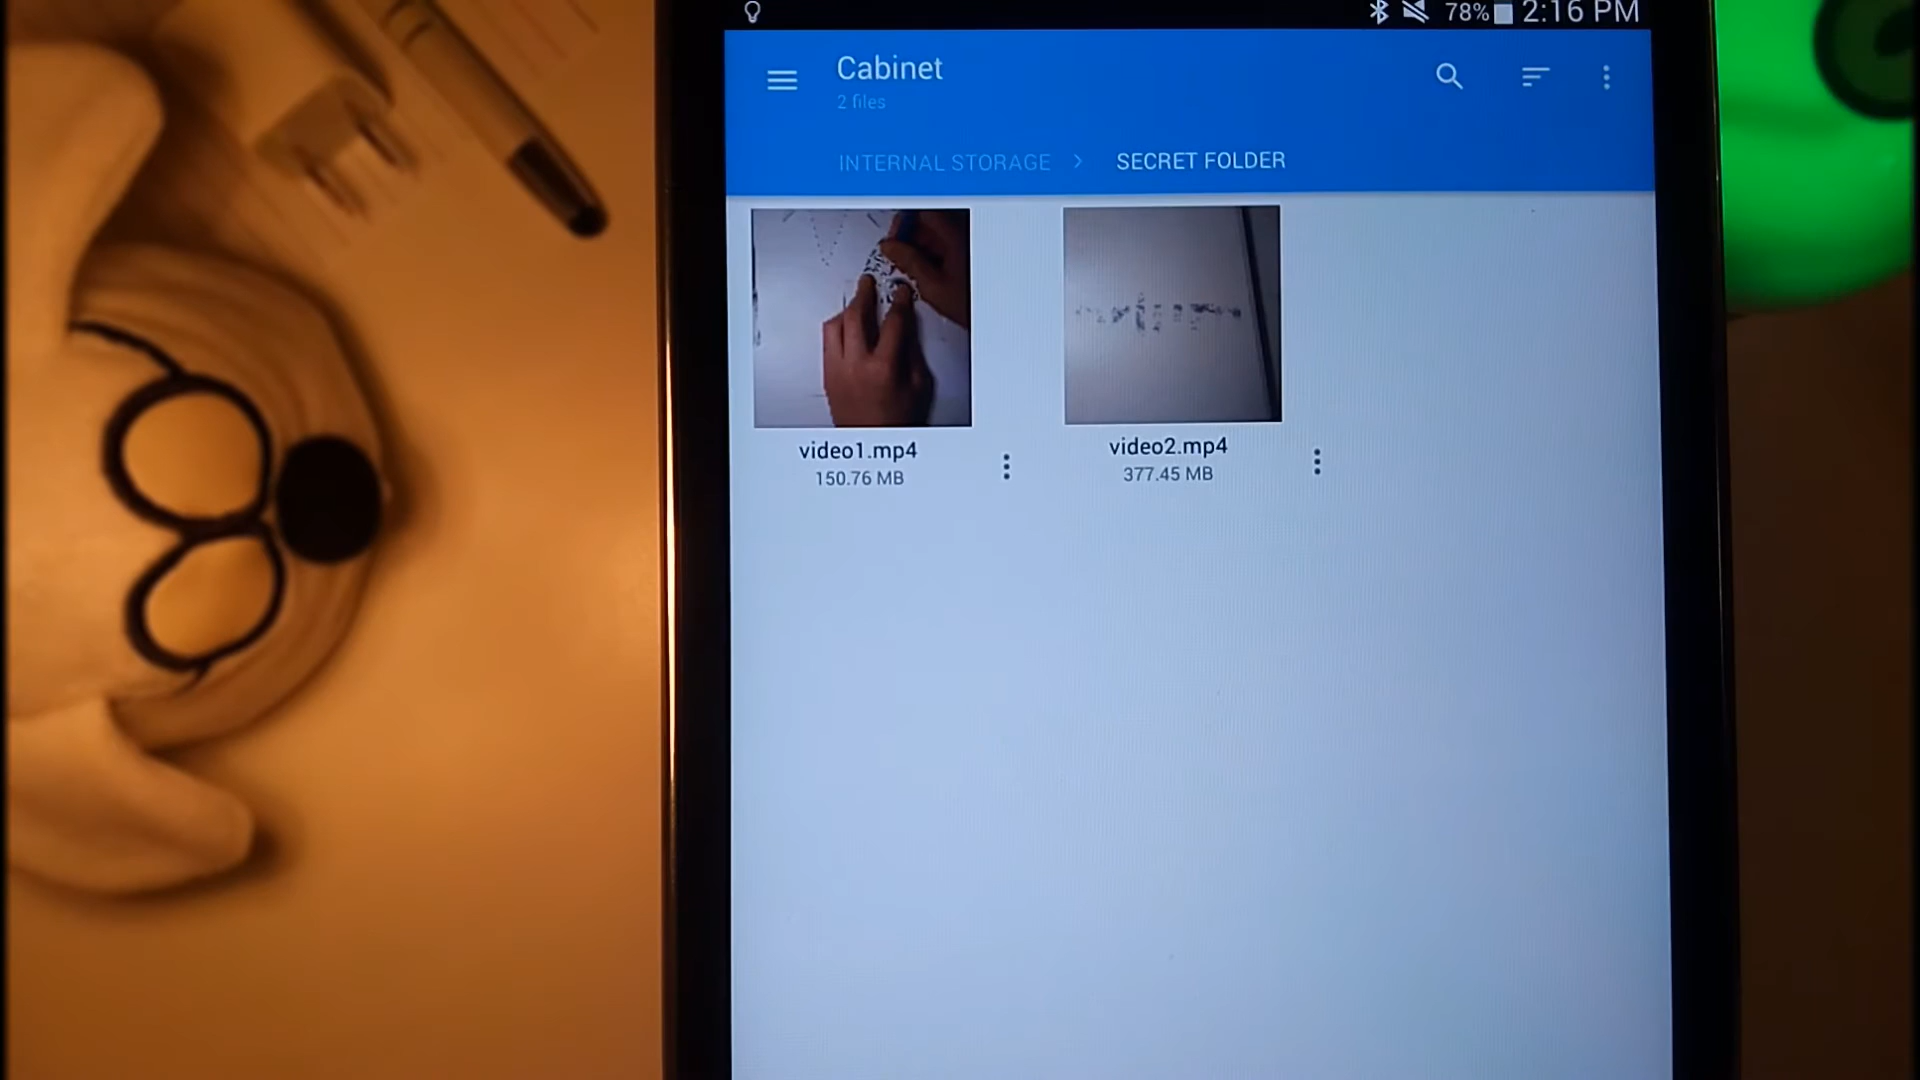 78% 2:16 PM
Cabinet
2 files
INTERNAL STORAGE > SECRET FOLDER
video1.mp4
150.76 MB
video2.mp4
377.45 MB